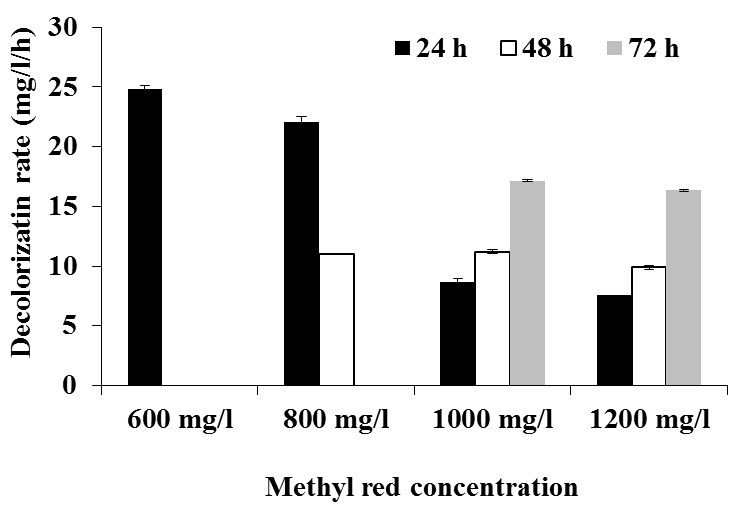 30
25
20
15
10
5
0
Decolorizatin rate (mg/l/h)
24 h 48 h 72 h
600 mg/l 800 mg/l 1000 mg/l 1200 mg/l
Methyl red concentration